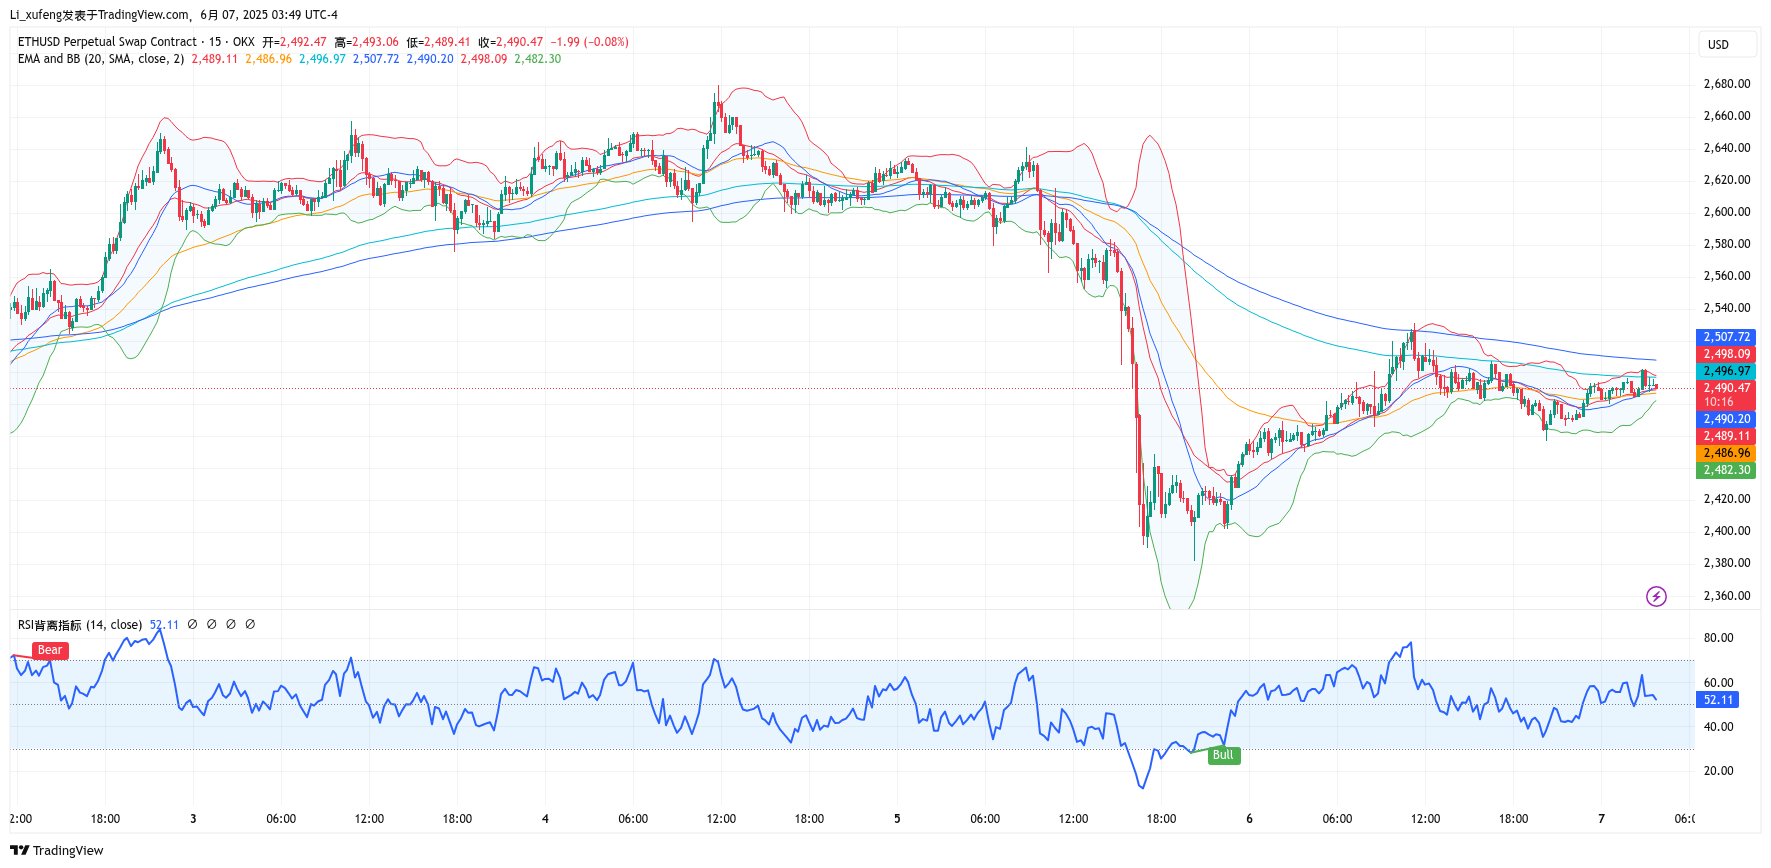 Li_xufeng发表于TradingView.com, 6月 07, 2025 03:49 UTC-4
ETHUSD Perpetual Swap Contract · 15 · OKX 开=2,492.47 高=2,493.06 低=2,489.41 收=2,490.47 −1.99 (−0.08%)
USD
EMA and BB (20, SMA, close, 2) 2,489.11 2,486.96 2,496.97 2,507.72 2,490.20 2,498.09 2,482.30
2,680.00
2,660.00
2,640.00
2,620.00
2,600.00
2,580.00
2,560.00
2,540.00
2,507.72
2,498.09
2,496.97
2,490.47
10:16
2,490.20
2,489.11
2,486.96
2,482.30
2,420.00
2,400.00
2,380.00
2,360.00
RSI背离指标 (14, close) 52.11 ∅ ∅ ∅ ∅
80.00
Bear
60.00
52.11
40.00
Bull
20.00
2:00 18:00 3 06:00 12:00 18:00 4 06:00 12:00 18:00 5 06:00 12:00 18:00 6 06:00 12:00 18:00 7 06:0
TradingView